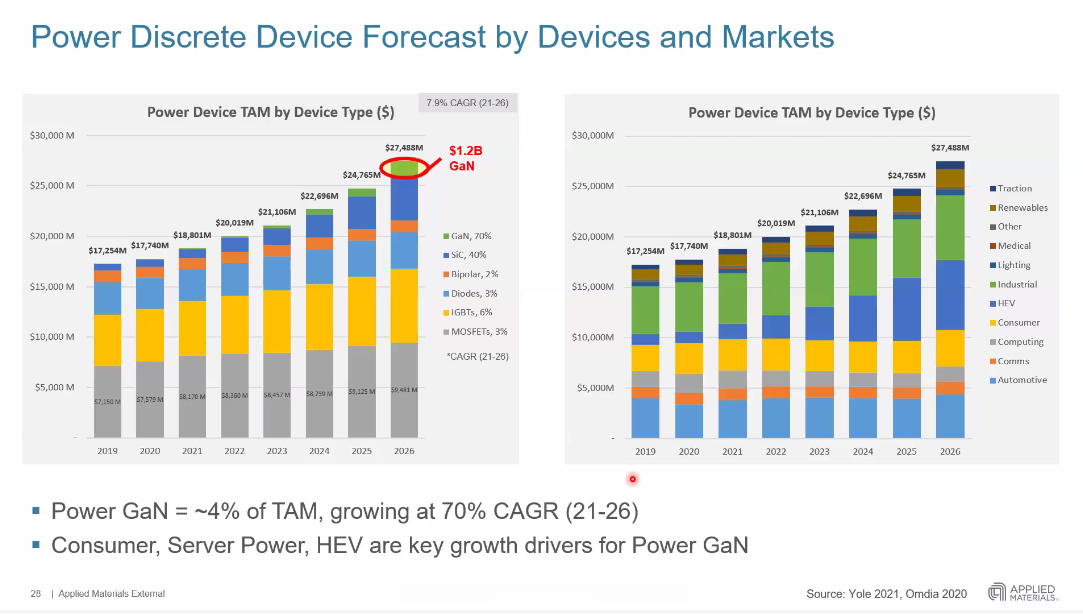 Power Discrete Device Forecast by Devices and Markets
7.9% CAGR (21-26)
Power Device TAM by Device Type ($)
$30,000 M
$25,000 M
$20,000 M
$15,000 M
$10,000 M
$5,000 M
-
$17,254M
$17,740M
$18,801M
$20,019M
$21,106M
$22,696M
$24,765M
$27,488M
$1.2B
GaN
$7,150 M
$7,579 M
$8,170 M
$8,360 M
$8,457 M
$8,759 M
$9,125 M
$9,481 M
2019 2020 2021 2022 2023 2024 2025 2026
GaN, 70%
SiC, 40%
Bipolar, 2%
Diodes, 3%
IGBTs, 6%
MOSFETs, 3%
*CAGR (21-26)
Power Device TAM by Device Type ($)
$30,000M
$25,000M
$20,000M
$15,000M
$10,000M
$5,000M
-
$17,254M
$17,740M
$18,801M
$20,019M
$21,106M
$22,696M
$24,765M
$27,488M
2019 2020 2021 2022 2023 2024 2025 2026
Traction
Renewables
Other
Medical
Lighting
Industrial
HEV
Consumer
Computing
Comms
Automotive
Power GaN = ~4% of TAM, growing at 70% CAGR (21-26)
Consumer, Server Power, HEV are key growth drivers for Power GaN
28 | Applied Materials External
Source: Yole 2021, Omdia 2020
APPLIED
MATERIALS